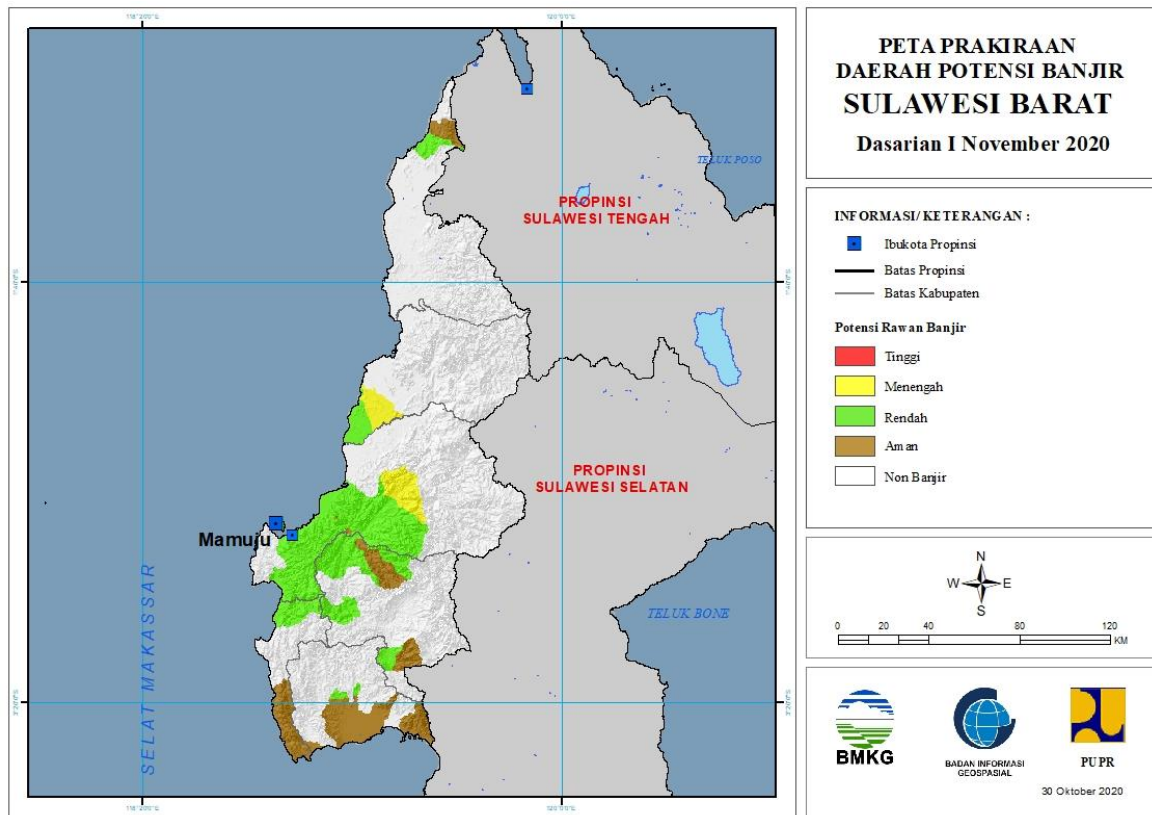 PETA PRAKIRAAN
DAERAH POTENSI BANJIR
SULAWESI BARAT
Dasarian I November 2020
INFORMASI/ KETERANGAN :
Ibukota Propinsi
Batas Propinsi
Batas Kabupaten
Potensi Rawan Banjir
Tinggi
Menengah
Rendah
Aman
Non Banjir
N
W E
S
0 20 40 80 120
KM
BMKG
BADAN INFORMASI
GEOSPASIAL
PUPR
30 Oktober 2020
TELUK POSO
PROPINSI
SULAWESI TENGAH
PROPINSI
SULAWESI SELATAN
Mamuju
TELUK BONE
SELAT MAKASSAR